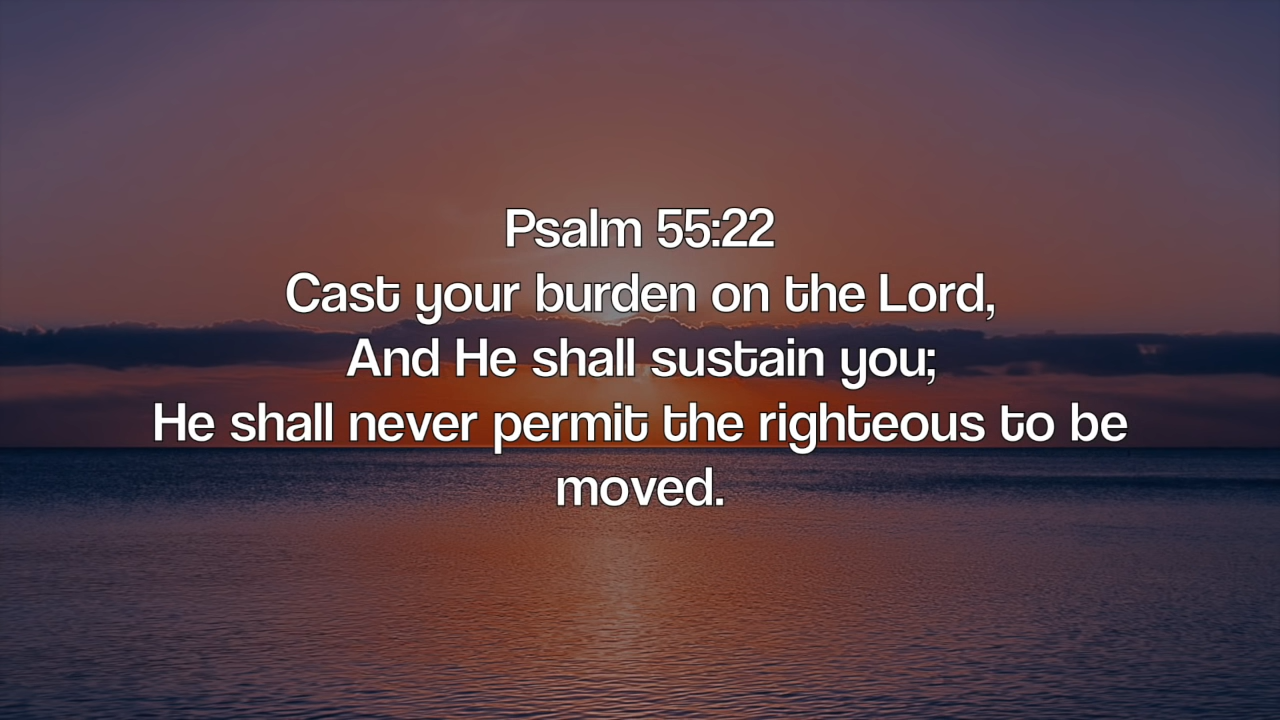 Psalm 55:22
Cast your burden on the Lord,
And He shall sustain you;
He shall never permit the righteous to be
moved.